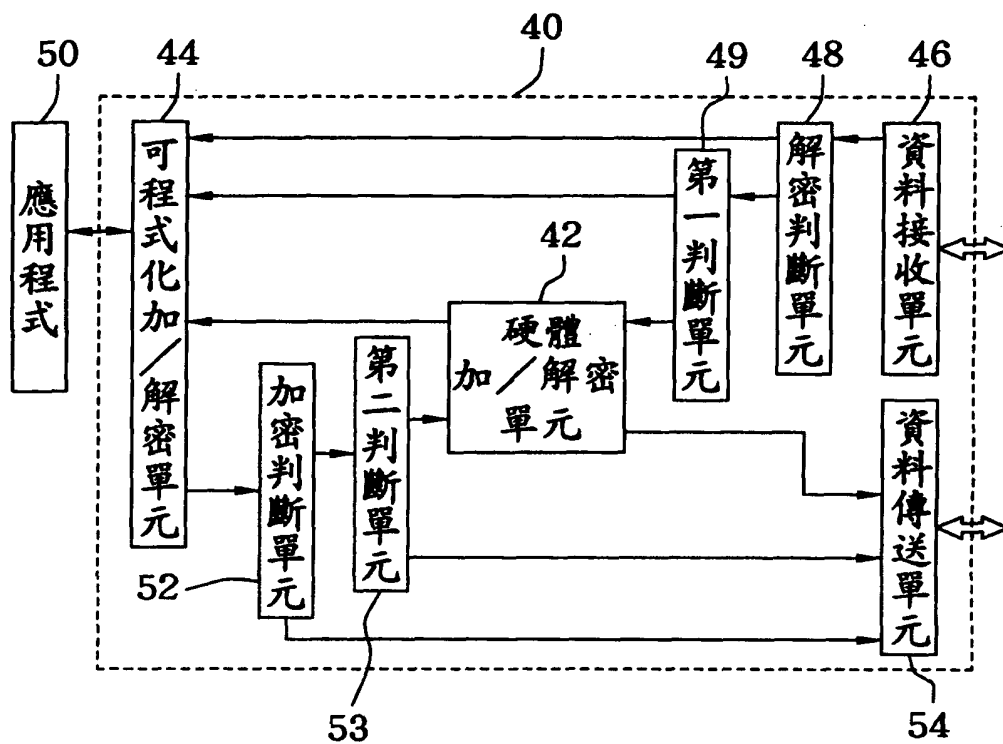 40
50
44
49
48
46
應用程式
可程式化加／解密單元
第一判斷單元
解密判斷單元
資料接收單元
42
硬體
加／解密
單元
加密判斷單元
第二判斷單元
資料傳送單元
52
53
54